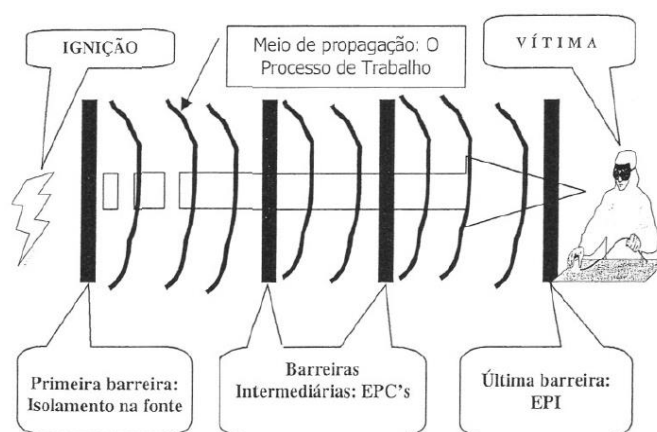 IGNIÇÃO
Meio de propagação: O
Processo de Trabalho
VÍTIMA
Primeira barreira:
Isolamento na fonte
Barreiras
Intermediárias: EPC's
Última barreira:
EPI